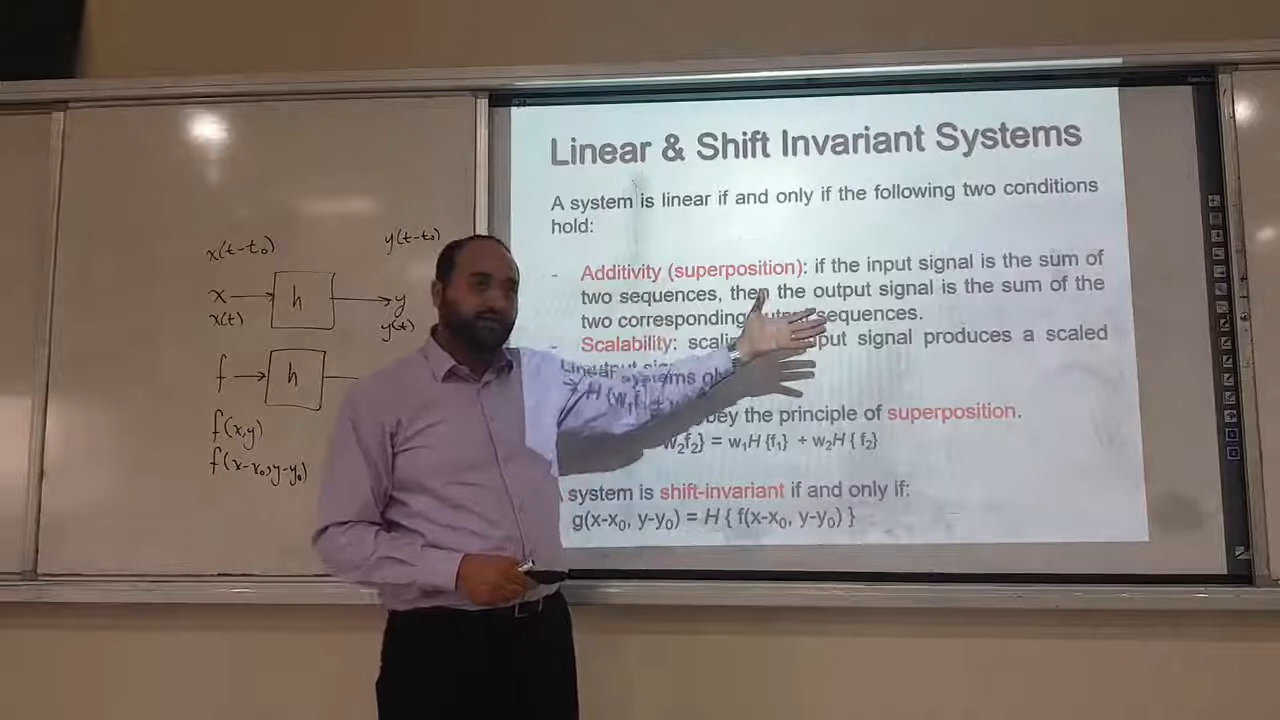 x(t-t₀) y(t-t₀)
x h y
x(t) y(t)
f h
f(x,y)
f(x-x₀,y-y₀)
Linear & Shift Invariant Systems
A system is linear if and only if the following two conditions
hold:
- Additivity (superposition): if the input signal is the sum of
two sequences, then the output signal is the sum of the
two corresponding sequences.
- Scalability: signal produces a scaled
Linear systems
the principle of superposition.
w₂f₂} = w₁H {f₁} + w₂H { f₂}
system is shift-invariant if and only if:
g(x-x₀, y-y₀) = H { f(x-x₀, y-y₀) }